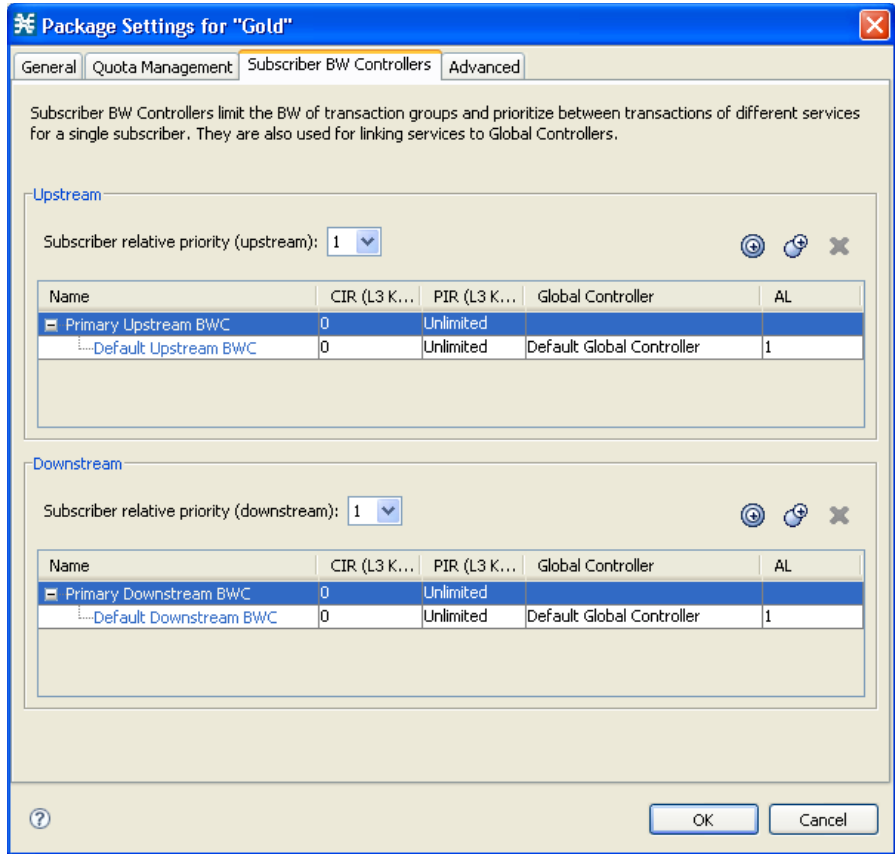 Package Settings for "Gold"
General Quota Management Subscriber BW Controllers Advanced
Subscriber BW Controllers limit the BW of transaction groups and prioritize between transactions of different services
for a single subscriber. They are also used for linking services to Global Controllers.
Upstream
Subscriber relative priority (upstream): 1
Name CIR (L3 K... PIR (L3 K... Global Controller AL
Primary Upstream BWC 0 Unlimited
Default Upstream BWC 0 Unlimited Default Global Controller 1
Downstream
Subscriber relative priority (downstream): 1
Name CIR (L3 K... PIR (L3 K... Global Controller AL
Primary Downstream BWC 0 Unlimited
Default Downstream BWC 0 Unlimited Default Global Controller 1
? OK Cancel